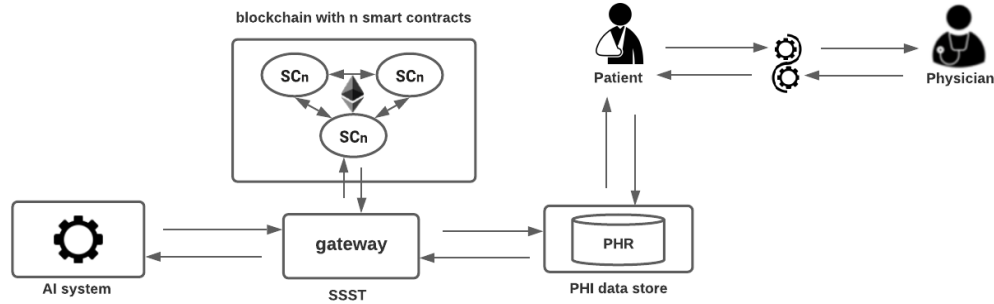 blockchain with n smart contracts
SCn
SCn
SCn
Patient
Physician
gateway
PHR
AI system
SSST
PHI data store